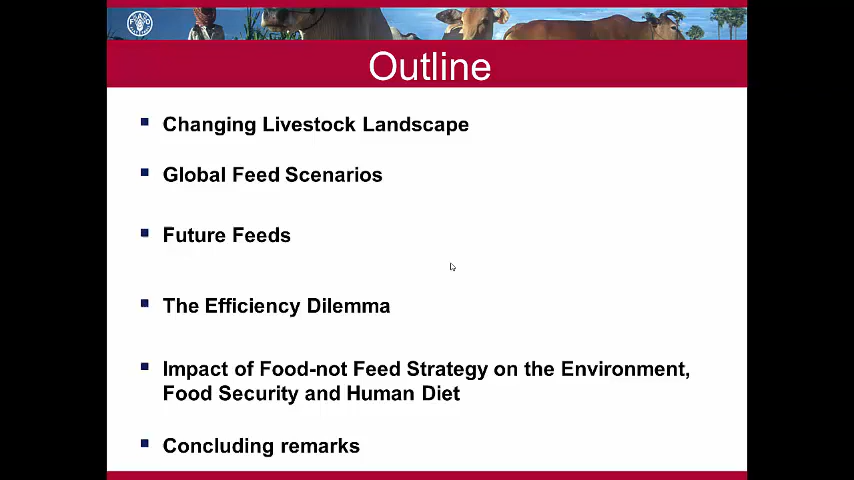 Outline
Changing Livestock Landscape
Global Feed Scenarios
Future Feeds
The Efficiency Dilemma
Impact of Food-not Feed Strategy on the Environment,
Food Security and Human Diet
Concluding remarks